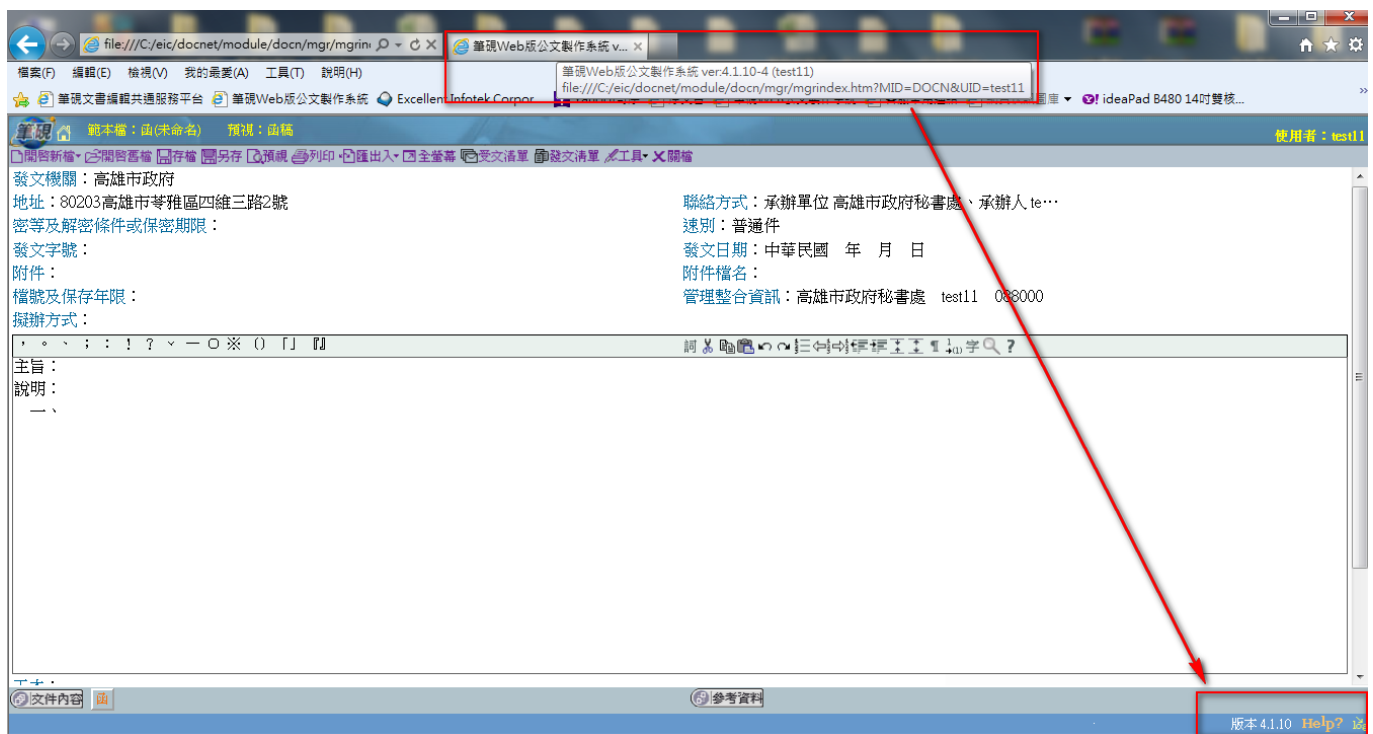 file:///C:/eic/docnet/module/docn/mgr/mgrin
筆硯Web版公文製作系統 v...
檔案(F) 編輯(E) 檢視(V) 我的最愛(A) 工具(T) 說明(H)
筆硯Web版公文製作系統 ver:4.1.10-4 (test11)
file:///C:/eic/docnet/module/docn/mgr/mgrindex.htm?MID=DOCN&UID=test11
筆硯文書編輯共通服務平台 筆硯Web版公文製作系統 Excellent Infotek Corpor... ideaPad B480 14吋雙核...
筆硯 範本檔：函(未命名) 預視：函稿
使用者：test11
開啓新檔 開啓舊檔 存檔 另存 預視 列印 匯出入 全螢幕 受文清單 發文清單 工具 關檔
發文機關：高雄市政府
地址：80203高雄市苓雅區四維三路2號
聯絡方式：承辦單位 高雄市政府秘書處、承辦人 te…
密等及解密條件或保密期限：
速別：普通件
發文字號：
發文日期：中華民國 年 月 日
附件：
附件檔名：
檔號及保存年限：
管理整合資訊：高雄市政府秘書處 test11 088000
擬辦方式：
， 。 、 ； ： ！ ？ ˇ — ○ ※ () 「」 『』
詞 字 ?
主旨：
說明：
一、
文件內容 函
參考資料
版本 4.1.10 Help?